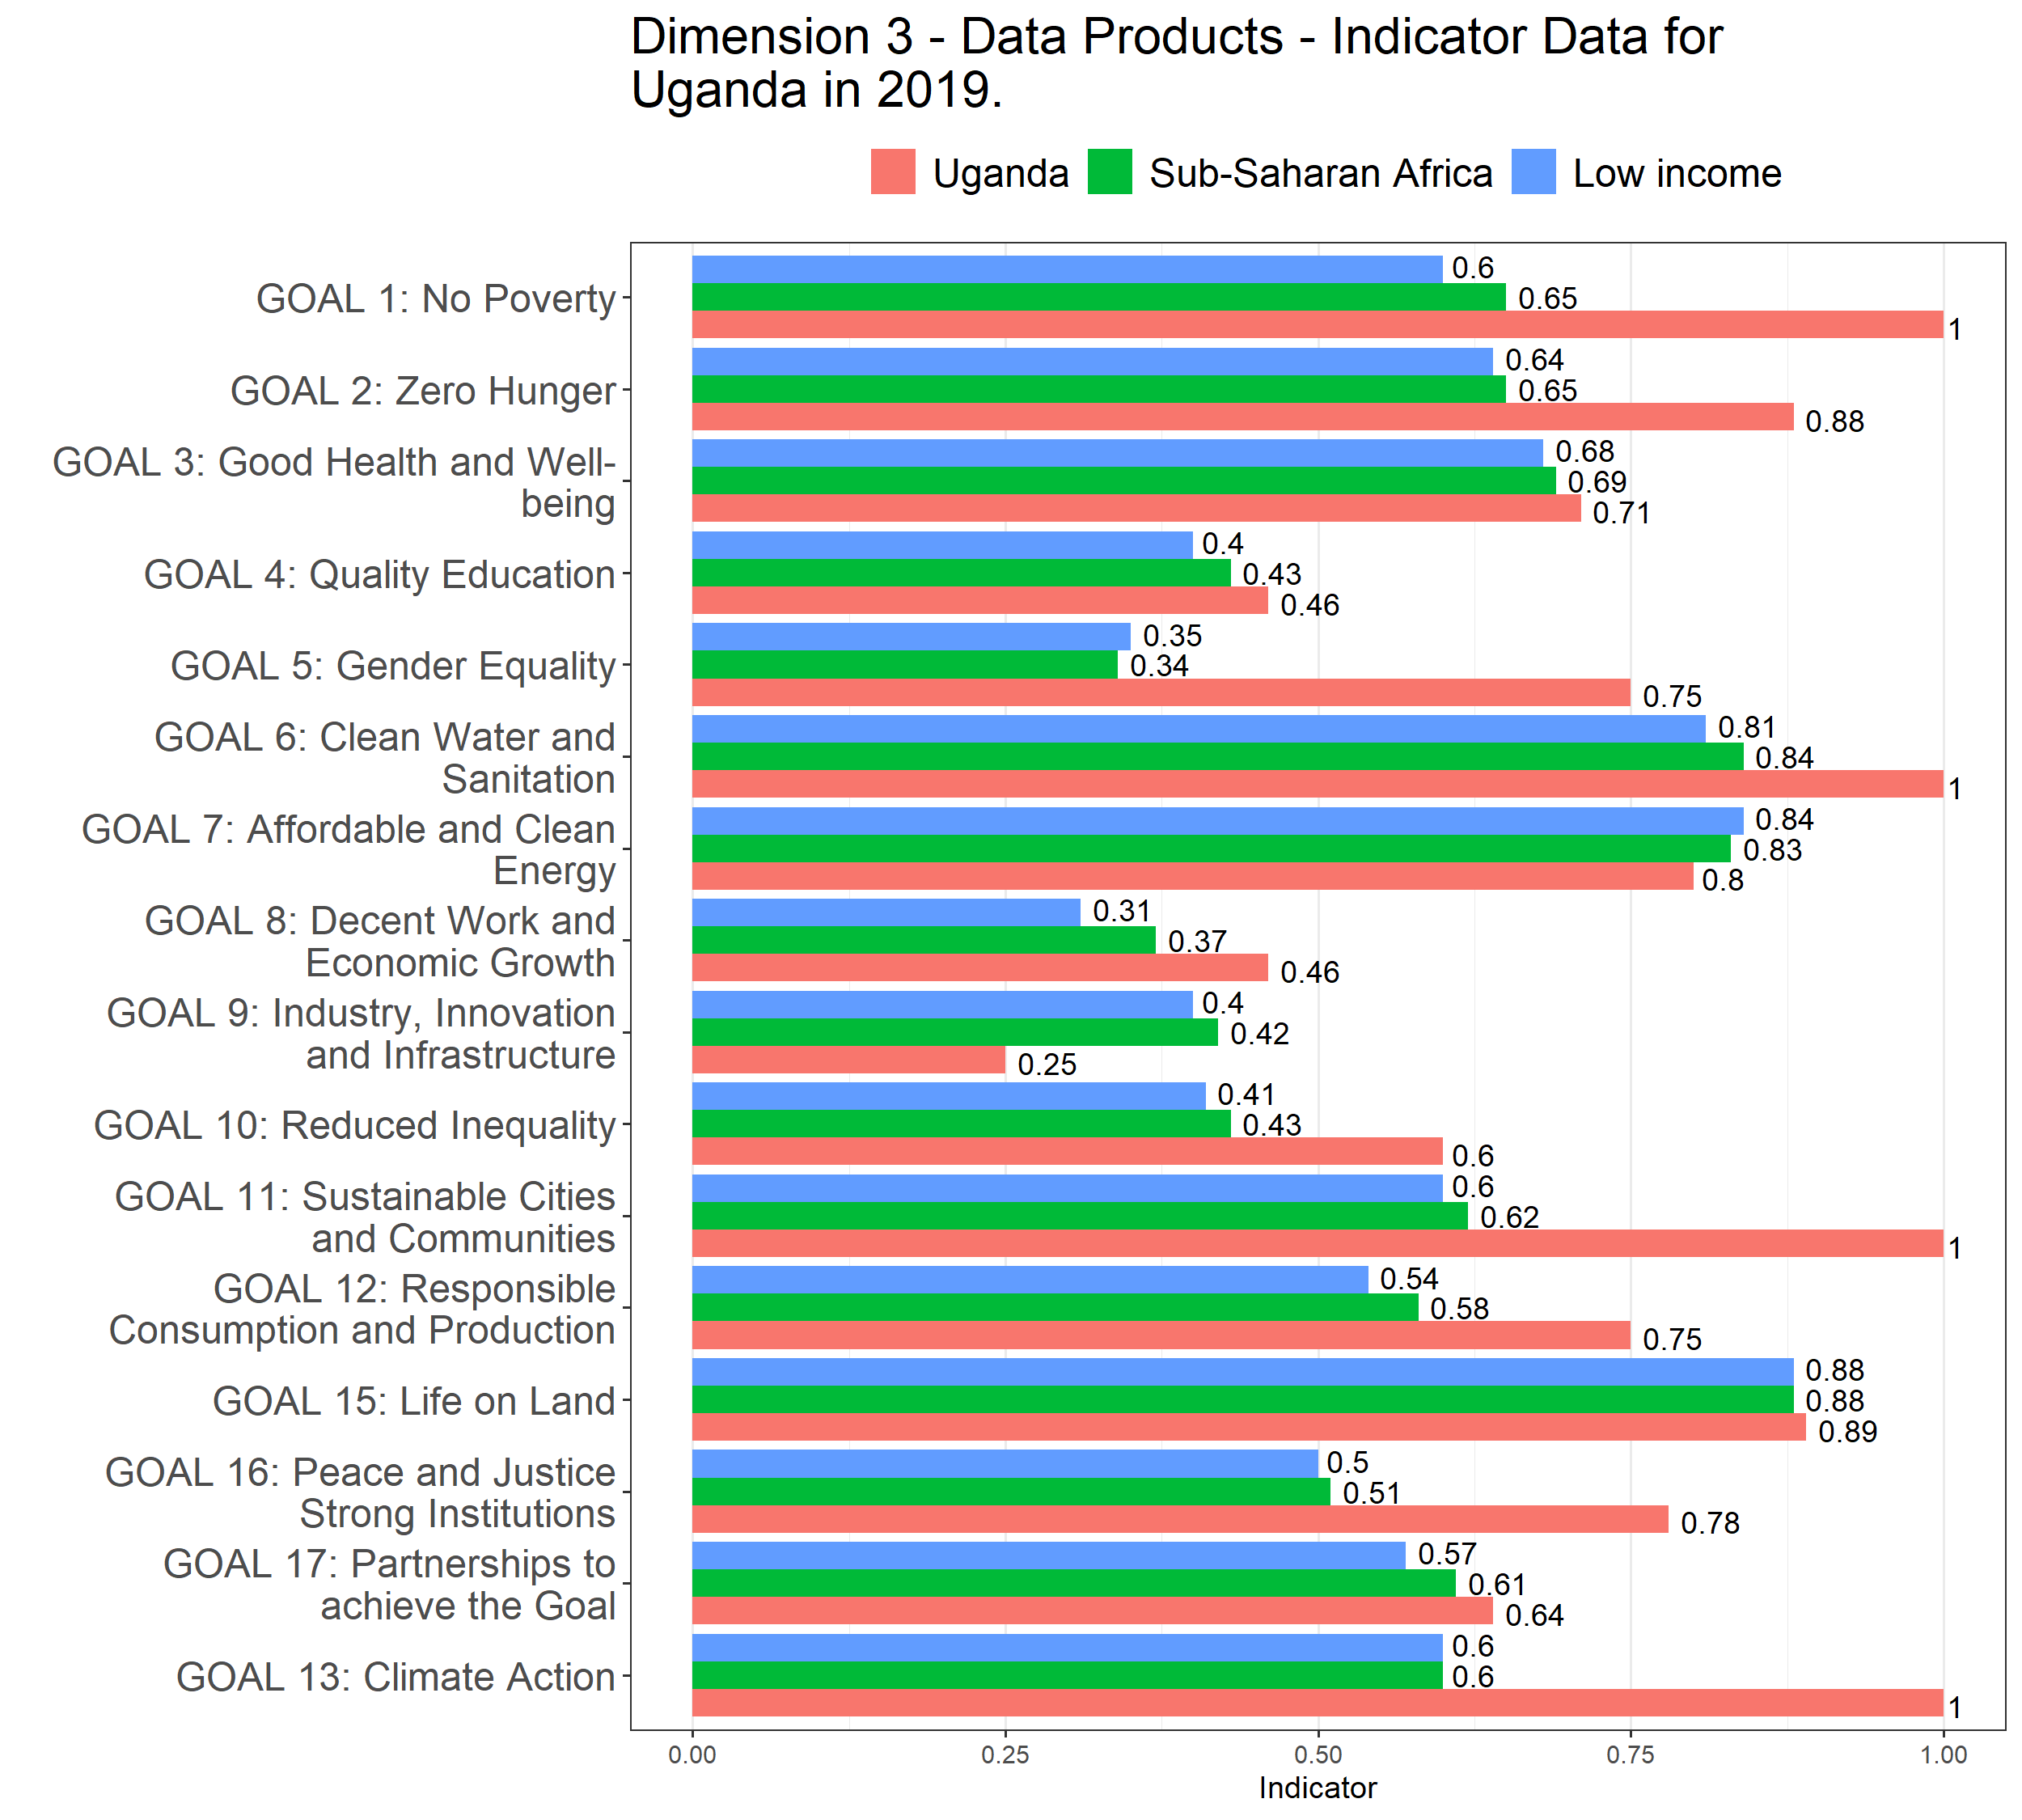 Dimension 3 - Data Products - Indicator Data for
Uganda in 2019.
Uganda
Sub-Saharan Africa
Low income
GOAL 1: No Poverty
0.6
0.65
1
GOAL 2: Zero Hunger
0.64
0.65
0.88
GOAL 3: Good Health and Well-
being
0.68
0.69
0.71
GOAL 4: Quality Education
0.4
0.43
0.46
GOAL 5: Gender Equality
0.35
0.34
0.75
GOAL 6: Clean Water and
Sanitation
0.81
0.84
1
GOAL 7: Affordable and Clean
Energy
0.84
0.83
0.8
GOAL 8: Decent Work and
Economic Growth
0.31
0.37
0.46
GOAL 9: Industry, Innovation
and Infrastructure
0.4
0.42
0.25
GOAL 10: Reduced Inequality
0.41
0.43
0.6
GOAL 11: Sustainable Cities
and Communities
0.6
0.62
1
GOAL 12: Responsible
Consumption and Production
0.54
0.58
0.75
GOAL 15: Life on Land
0.88
0.88
0.89
GOAL 16: Peace and Justice
Strong Institutions
0.5
0.51
0.78
GOAL 17: Partnerships to
achieve the Goal
0.57
0.61
0.64
GOAL 13: Climate Action
0.6
0.6
1
0.00
0.25
0.50
0.75
1.00
Indicator